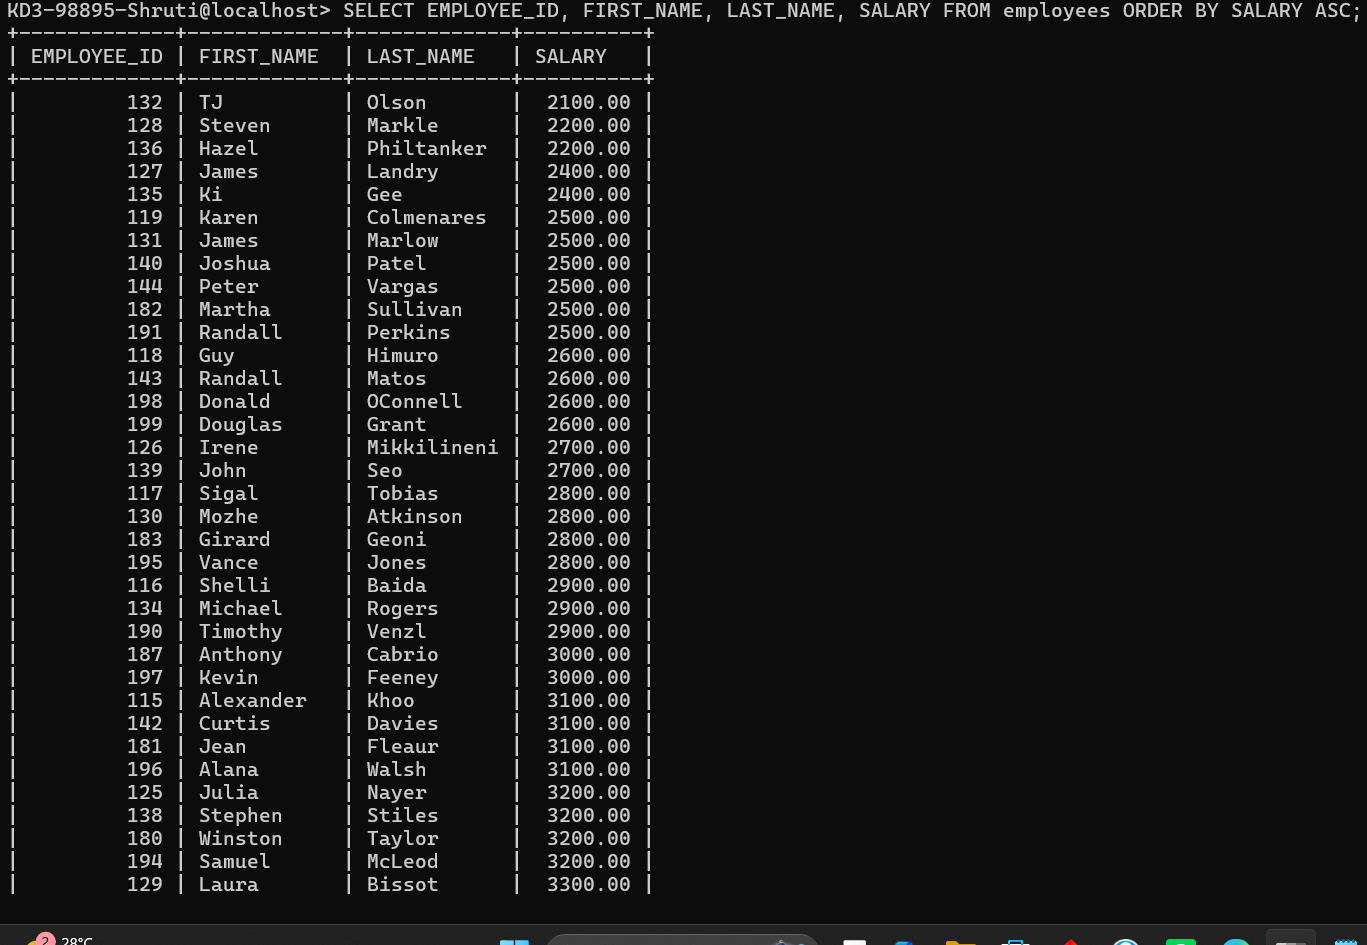 KD3-98895-Shruti@localhost> SELECT EMPLOYEE_ID, FIRST_NAME, LAST_NAME, SALARY FROM employees ORDER BY SALARY ASC;
+-------------+-------------+-------------+----------+
| EMPLOYEE_ID | FIRST_NAME  | LAST_NAME   | SALARY   |
+-------------+-------------+-------------+----------+
|         132 | TJ          | Olson       |  2100.00 |
|         128 | Steven      | Markle      |  2200.00 |
|         136 | Hazel       | Philtanker  |  2200.00 |
|         127 | James       | Landry      |  2400.00 |
|         135 | Ki          | Gee         |  2400.00 |
|         119 | Karen       | Colmenares  |  2500.00 |
|         131 | James       | Marlow      |  2500.00 |
|         140 | Joshua      | Patel       |  2500.00 |
|         144 | Peter       | Vargas      |  2500.00 |
|         182 | Martha      | Sullivan    |  2500.00 |
|         191 | Randall     | Perkins     |  2500.00 |
|         118 | Guy         | Himuro      |  2600.00 |
|         143 | Randall     | Matos       |  2600.00 |
|         198 | Donald      | OConnell    |  2600.00 |
|         199 | Douglas     | Grant       |  2600.00 |
|         126 | Irene       | Mikkilineni |  2700.00 |
|         139 | John        | Seo         |  2700.00 |
|         117 | Sigal       | Tobias      |  2800.00 |
|         130 | Mozhe       | Atkinson    |  2800.00 |
|         183 | Girard      | Geoni       |  2800.00 |
|         195 | Vance       | Jones       |  2800.00 |
|         116 | Shelli      | Baida       |  2900.00 |
|         134 | Michael     | Rogers      |  2900.00 |
|         190 | Timothy     | Venzl       |  2900.00 |
|         187 | Anthony     | Cabrio      |  3000.00 |
|         197 | Kevin       | Feeney      |  3000.00 |
|         115 | Alexander   | Khoo        |  3100.00 |
|         142 | Curtis      | Davies      |  3100.00 |
|         181 | Jean        | Fleaur      |  3100.00 |
|         196 | Alana       | Walsh       |  3100.00 |
|         125 | Julia       | Nayer       |  3200.00 |
|         138 | Stephen     | Stiles      |  3200.00 |
|         180 | Winston     | Taylor      |  3200.00 |
|         194 | Samuel      | McLeod      |  3200.00 |
|         129 | Laura       | Bissot      |  3300.00 |
2 28°C